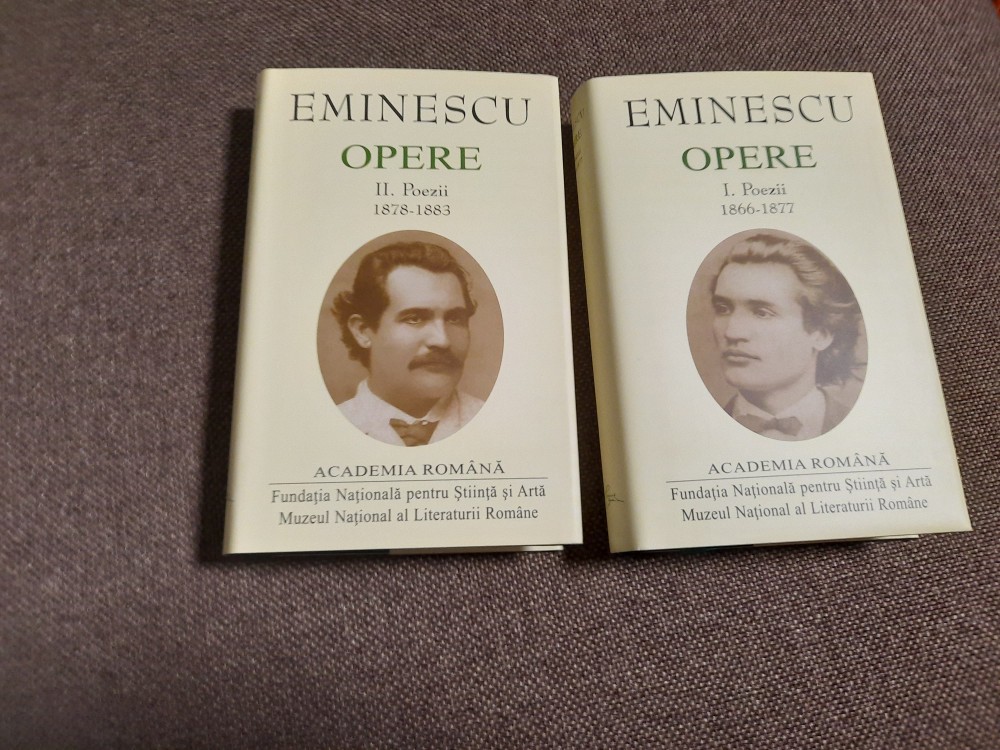 EMINESCU
OPERE
II. Poezii
1878-1883
ACADEMIA ROMÂNĂ
Fundația Națională pentru Știință și Artă
Muzeul Național al Literaturii Române
EMINESCU
OPERE
I. Poezii
1866-1877
ACADEMIA ROMÂNĂ
Fundația Națională pentru Știință și Artă
Muzeul Național al Literaturii Române